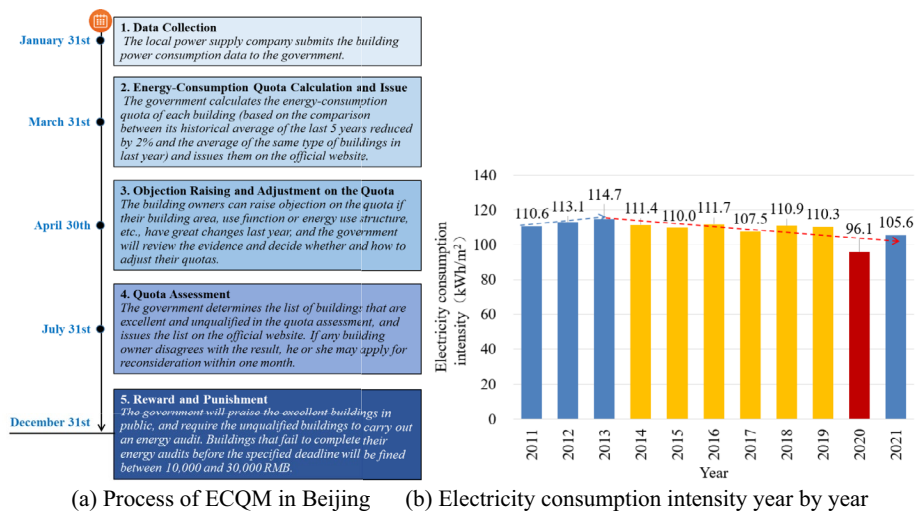 January 31st
1. Data Collection
The local power supply company submits the building
power consumption data to the government.
March 31st
2. Energy-Consumption Quota Calculation and Issue
The government calculates the energy-consumption
quota of each building (based on the comparison
between its historical average of the last 5 years reduced
by 2% and the average of the same type of buildings in
last year) and issues them on the official website.
April 30th
3. Objection Raising and Adjustment on the Quota
The building owners can raise objection on the quota if
their building area, use function or energy use structure,
etc., have great changes last year, and the government
will review the evidence and decide whether and how to
adjust their quotas.
July 31st
4. Quota Assessment
The government determines the list of buildings that are
excellent and unqualified in the quota assessment, and
issues the list on the official website. If any building
owner disagrees with the result, he or she may apply for
reconsideration within one month.
December 31st
5. Reward and Punishment
The government will praise the excellent buildings in
public, and require the unqualified buildings to carry out
an energy audit. Buildings that fail to complete their
energy audits before the specified deadline will be fined
between 10,000 and 30,000 RMB.
(a) Process of ECQM in Beijing
Electricity consumption
intensity (kWh/m²)
140
120
100
80
60
40
20
0
110.6
113.1
114.7
111.4
110.0
111.7
107.5
110.9
110.3
96.1
105.6
2011
2012
2013
2014
2015
2016
2017
2018
2019
2020
2021
Year
(b) Electricity consumption intensity year by year